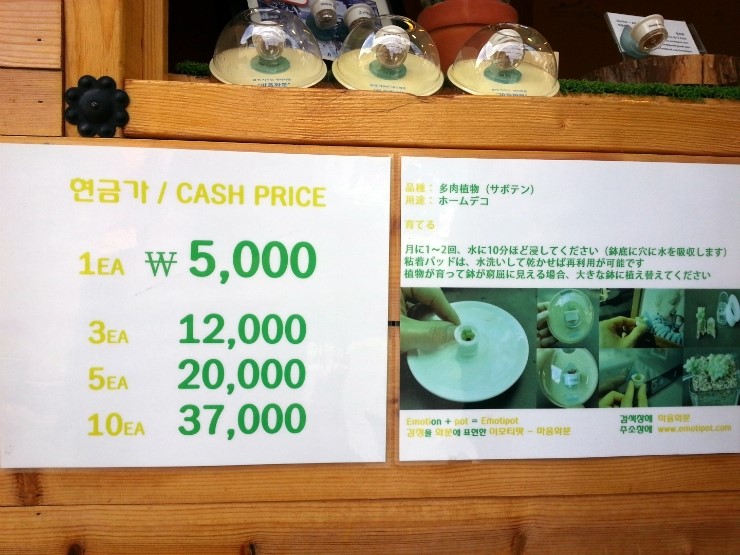 현금가 / CASH PRICE
1EA ₩ 5,000
3EA 12,000
5EA 20,000
10EA 37,000
品種： 多肉植物（サボテン）
用途： ホームデコ
育てる
月に1～2回、水に10分ほど浸してください（鉢底に穴に水を吸収します）
粘着パッドは、水洗いして乾かせば再利用が可能です
植物が育って鉢が窮屈に見える場合、大きな鉢に植え替えてください
Emotion + pot = Emotipot
감정을 화분에 표현한 이모티팟 - 마음화분
검색창에 마음화분
주소창에 www.emotipot.com